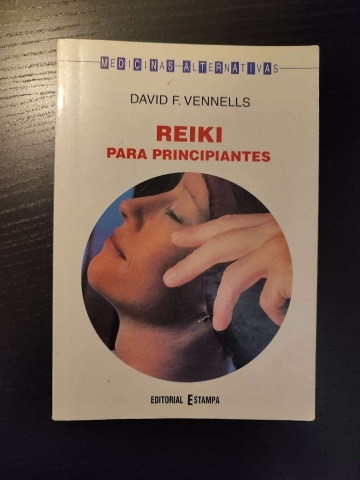 MEDICINAS ALTERNATIVAS
DAVID F. VENNELLS
REIKI
PARA PRINCIPIANTES
EDITORIAL ESTAMPA